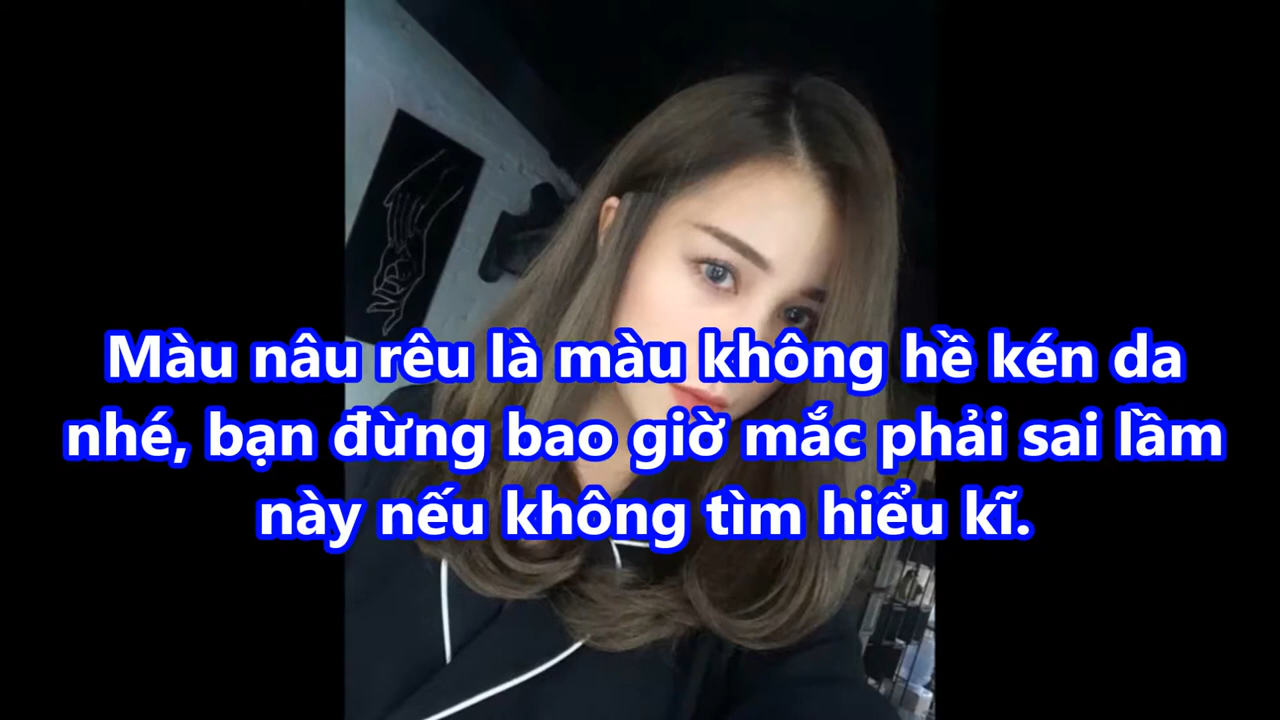 Màu nâu rêu là màu không hề kén da
nhé, bạn đừng bao giờ mắc phải sai lầm
này nếu không tìm hiểu kĩ.